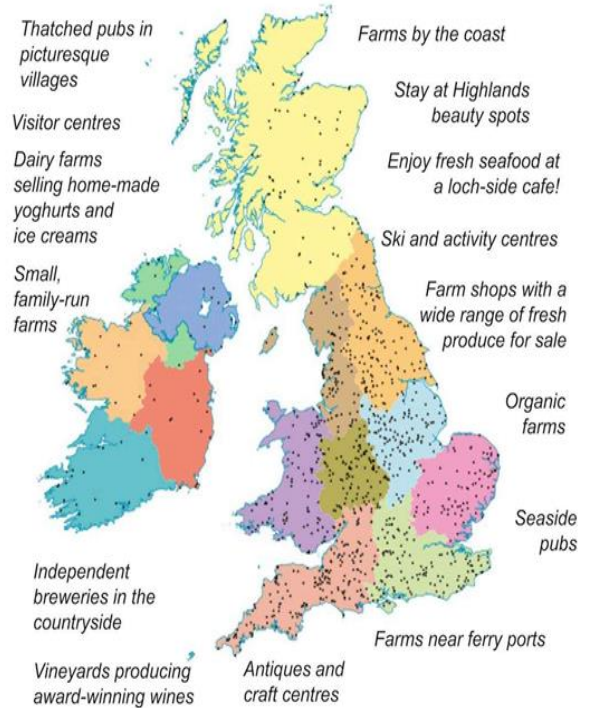 Thatched pubs in
picturesque
villages
Visitor centres
Dairy farms
selling home-made
yoghurts and
ice creams
Small,
family-run
farms
Farms by the coast
Stay at Highlands
beauty spots
Enjoy fresh seafood at
a loch-side cafe!
Ski and activity centres
Farm shops with a
wide range of fresh
produce for sale
Organic
farms
Seaside
pubs
Independent
breweries in the
countryside
Vineyards producing
award-winning wines
Antiques and
craft centres
Farms near ferry ports